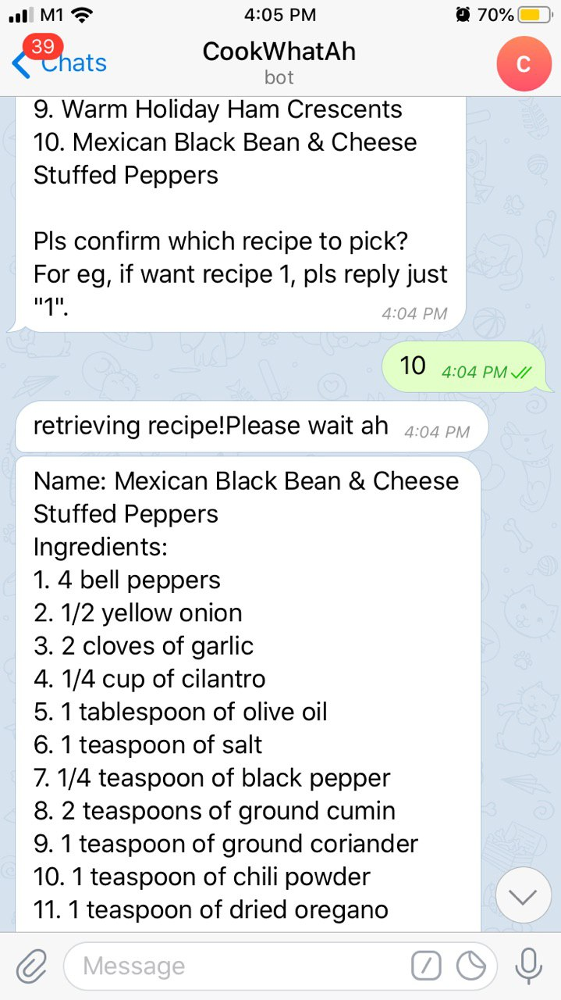 M1 4:05 PM 70%
39
Chats
CookWhatAh
bot
C
9. Warm Holiday Ham Crescents
10. Mexican Black Bean & Cheese
Stuffed Peppers
Pls confirm which recipe to pick?
For eg, if want recipe 1, pls reply just
"1".
4:04 PM
10 4:04 PM
retrieving recipe!Please wait ah 4:04 PM
Name: Mexican Black Bean & Cheese
Stuffed Peppers
Ingredients:
1. 4 bell peppers
2. 1/2 yellow onion
3. 2 cloves of garlic
4. 1/4 cup of cilantro
5. 1 tablespoon of olive oil
6. 1 teaspoon of salt
7. 1/4 teaspoon of black pepper
8. 2 teaspoons of ground cumin
9. 1 teaspoon of ground coriander
10. 1 teaspoon of chili powder
11. 1 teaspoon of dried oregano
Message